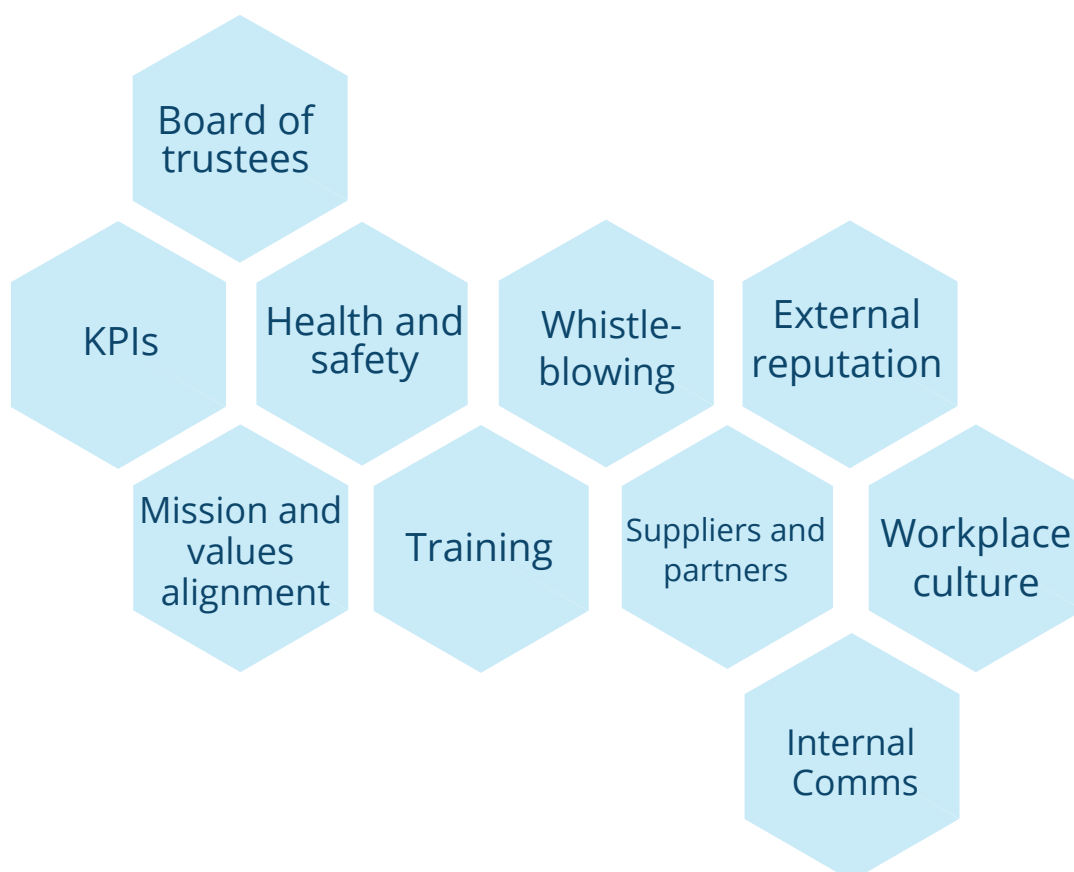 Board of
trustees
KPIs
Health and
safety
Whistle-
blowing
External
reputation
Mission and
values
alignment
Training
Suppliers and
partners
Workplace
culture
Internal
Comms